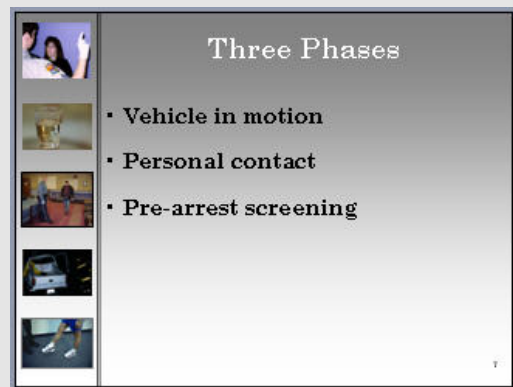 Three Phases
▪ Vehicle in motion
▪ Personal contact
▪ Pre-arrest screening